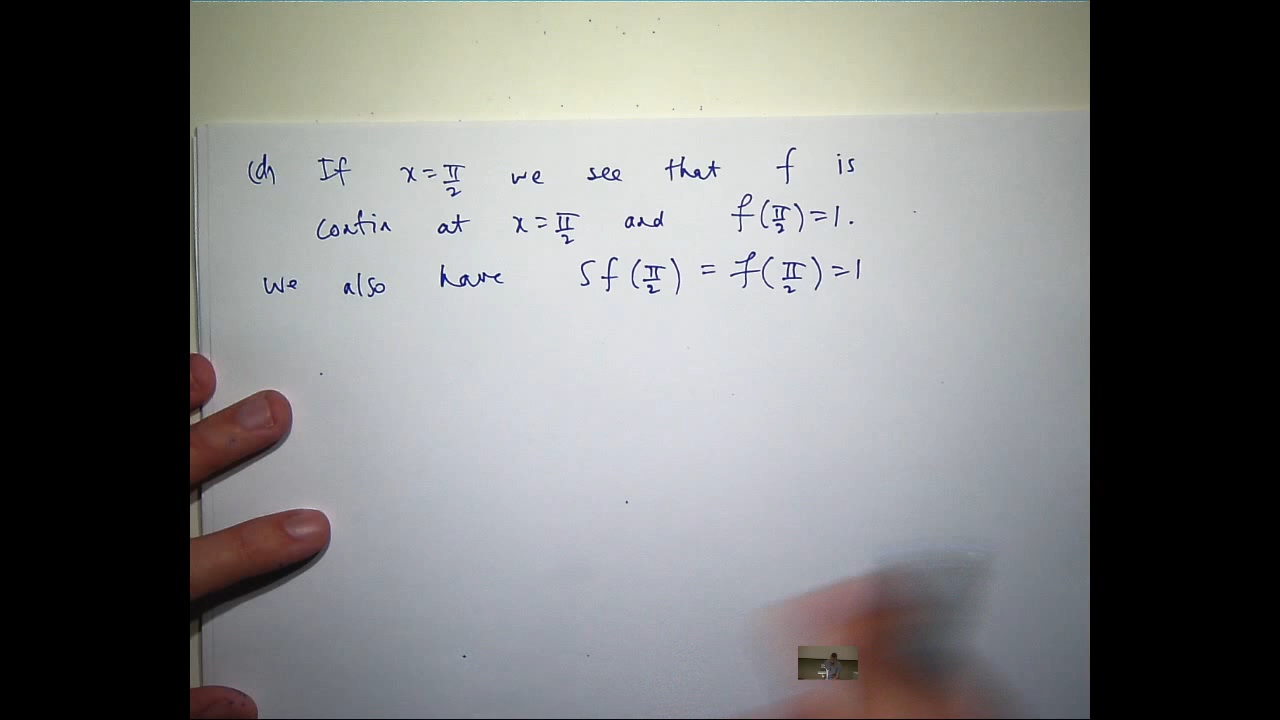 (d) If x = π/2 we see that f is
contin at x = π/2 and f(π/2) = 1.
we also have Sf(π/2) = f(π/2) = 1